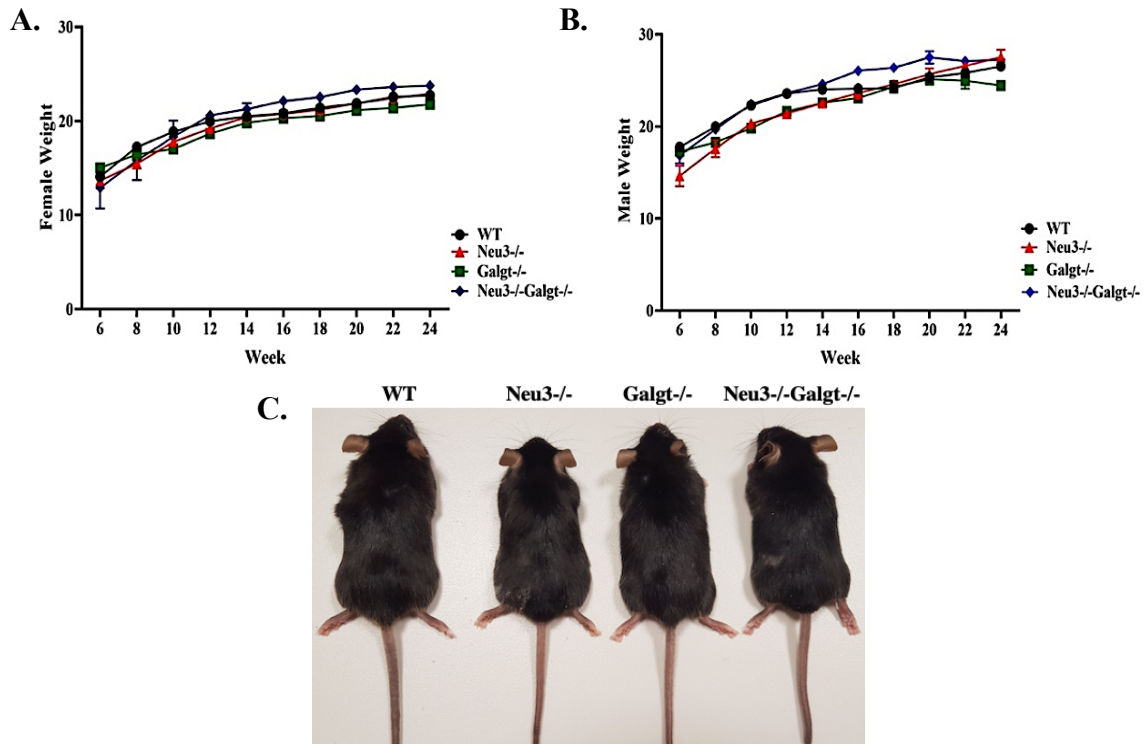 A.
30
20
10
0
Female Weight
6 8 10 12 14 16 18 20 22 24
Week
WT
Neu3-/-
Galgt-/-
Neu3-/-Galgt-/-
B.
30
20
10
0
Male Weight
6 8 10 12 14 16 18 20 22 24
Week
WT
Neu3-/-
Galgt-/-
Neu3-/-Galgt-/-
C.
WT Neu3-/- Galgt-/- Neu3-/-Galgt-/-